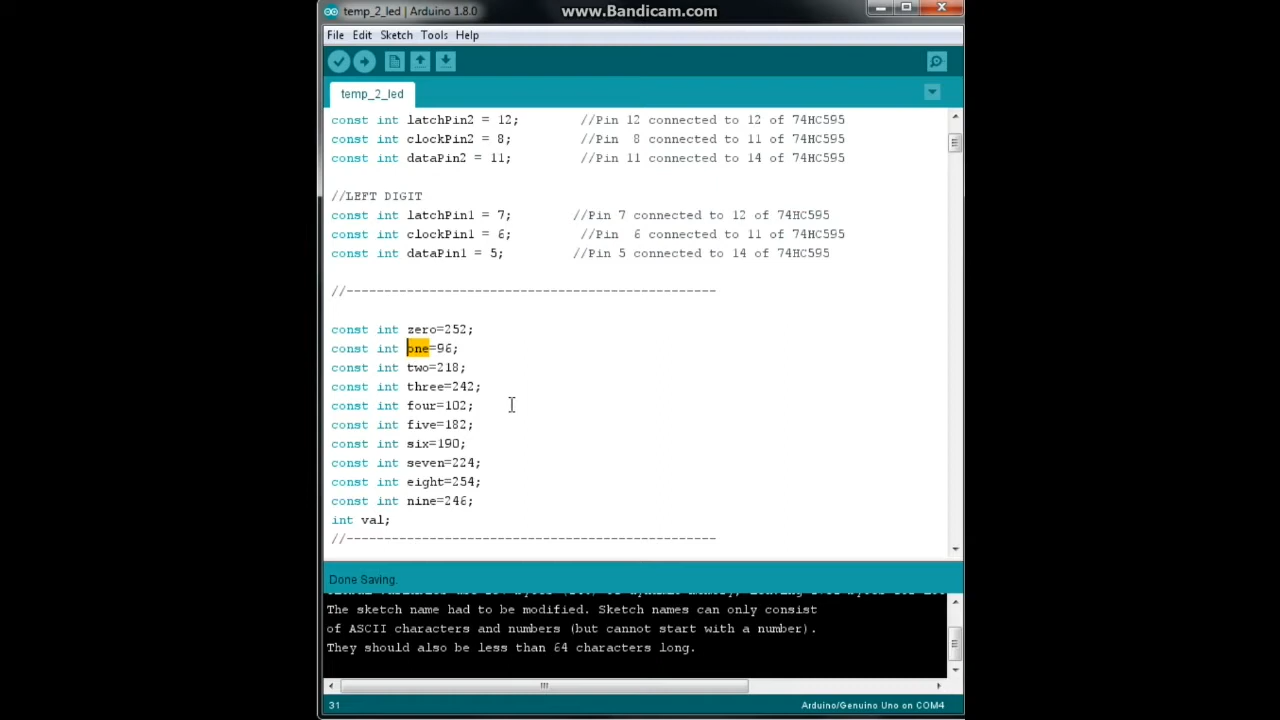 temp_2_led | Arduino 1.8.0
www.Bandicam.com
File Edit Sketch Tools Help
temp_2_led
const int latchPin2 = 12; //Pin 12 connected to 12 of 74HC595
const int clockPin2 = 8; //Pin  8 connected to 11 of 74HC595
const int dataPin2 = 11; //Pin 11 connected to 14 of 74HC595
//LEFT DIGIT
const int latchPin1 = 7; //Pin 7 connected to 12 of 74HC595
const int clockPin1 = 6; //Pin  6 connected to 11 of 74HC595
const int dataPin1 = 5; //Pin 5 connected to 14 of 74HC595
//-------------------------------------------------
const int zero=252;
const int one=96;
const int two=218;
const int three=242;
const int four=102;
const int five=182;
const int six=190;
const int seven=224;
const int eight=254;
const int nine=246;
int val;
//-------------------------------------------------
Done Saving.
The sketch name had to be modified. Sketch names can only consist
of ASCII characters and numbers (but cannot start with a number).
They should also be less than 64 characters long.
31
Arduino/Genuino Uno on COM4